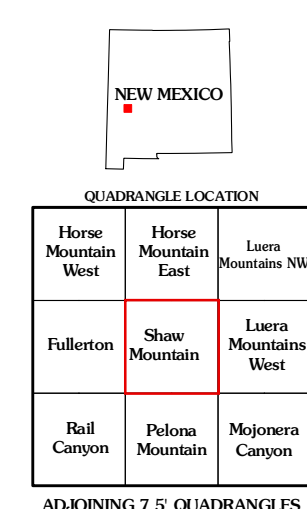 NEW MEXICO
QUADRANGLE LOCATION
Horse
Mountain
West
Horse
Mountain
East
Luera
Mountains NW
Fullerton
Shaw
Mountain
Luera
Mountains
West
Rail
Canyon
Pelona
Mountain
Mojonera
Canyon
ADJOINING 7.5' QUADRANGLES